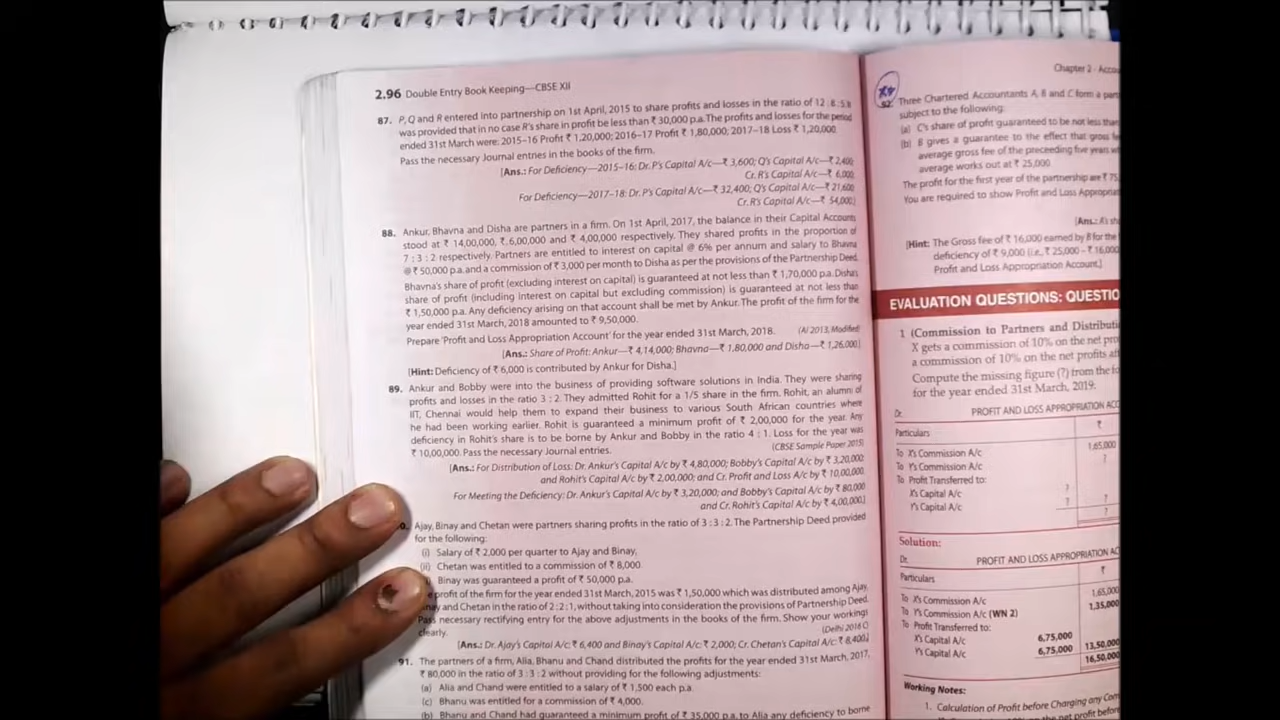 2.96 Double Entry Book Keeping—CBSE XII
87. P, Q and R entered into partnership on 1st April, 2015 to share profits and losses in the ratio of 12 : 8 : 5. It
was provided that in no case R's share in profit be less than ₹ 30,000 p.a. The profits and losses for the period
ended 31st March were: 2015–16 Profit ₹ 1,20,000; 2016–17 Profit ₹ 1,80,000; 2017–18 Loss ₹ 1,20,000.
Pass the necessary Journal entries in the books of the firm.
[Ans.: For Deficiency—2015–16: Dr. P's Capital A/c—₹ 3,600; Q's Capital A/c—₹ 2,400;
Cr. R's Capital A/c—₹ 6,000.
For Deficiency—2017–18: Dr. P's Capital A/c—₹ 32,400; Q's Capital A/c—₹ 21,600
Cr. R's Capital A/c—₹ 54,000.]
88. Ankur, Bhavna and Disha are partners in a firm. On 1st April, 2017, the balance in their Capital Accounts
stood at ₹ 14,00,000, ₹ 6,00,000 and ₹ 4,00,000 respectively. They shared profits in the proportion of
7 : 3 : 2 respectively. Partners are entitled to interest on capital @ 6% per annum and salary to Bhavna
@ ₹ 50,000 p.a. and a commission of ₹ 3,000 per month to Disha as per the provisions of the Partnership Deed.
Bhavna's share of profit (excluding interest on capital) is guaranteed at not less than ₹ 1,70,000 p.a. Disha's
share of profit (including interest on capital but excluding commission) is guaranteed at not less than
₹ 1,50,000 p.a. Any deficiency arising on that account shall be met by Ankur. The profit of the firm for the
year ended 31st March, 2018 amounted to ₹ 9,50,000.
Prepare 'Profit and Loss Appropriation Account' for the year ended 31st March, 2018. (AI 2013, Modified)
[Ans.: Share of Profit: Ankur—₹ 4,14,000; Bhavna—₹ 1,80,000 and Disha—₹ 1,26,000.]
[Hint: Deficiency of ₹ 6,000 is contributed by Ankur for Disha.]
89. Ankur and Bobby were into the business of providing software solutions in India. They were sharing
profits and losses in the ratio 3 : 2. They admitted Rohit for a 1/5 share in the firm. Rohit, an alumni of
IIT, Chennai would help them to expand their business to various South African countries where
he had been working earlier. Rohit is guaranteed a minimum profit of ₹ 2,00,000 for the year. Any
deficiency in Rohit's share is to be borne by Ankur and Bobby in the ratio 4 : 1. Loss for the year was
₹ 10,00,000. Pass the necessary Journal entries. (CBSE Sample Paper 2015)
[Ans.: For Distribution of Loss: Dr. Ankur's Capital A/c by ₹ 4,80,000; Bobby's Capital A/c by ₹ 3,20,000
and Rohit's Capital A/c by ₹ 2,00,000; and Cr. Profit and Loss A/c by ₹ 10,00,000
For Meeting the Deficiency: Dr. Ankur's Capital A/c by ₹ 3,20,000; and Bobby's Capital A/c by ₹ 80,000
and Cr. Rohit's Capital A/c by ₹ 4,00,000.]
Ajay, Binay and Chetan were partners sharing profits in the ratio of 3 : 3 : 2. The Partnership Deed provided
for the following:
(i) Salary of ₹ 2,000 per quarter to Ajay and Binay,
(ii) Chetan was entitled to a commission of ₹ 8,000
Binay was guaranteed a profit of ₹ 50,000 p.a.
profit of the firm for the year ended 31st March, 2015 was ₹ 1,50,000 which was distributed among Ajay,
and Chetan in the ratio of 2 : 2 : 1, without taking into consideration the provisions of Partnership Deed.
Pass necessary rectifying entry for the above adjustments in the books of the firm. Show your workings
clearly. (Delhi 2016 C)
[Ans.: Dr. Ajay's Capital A/c: ₹ 6,400 and Binay's Capital A/c: ₹ 2,000; Cr. Chetan's Capital A/c: ₹ 8,400.]
91. The partners of a firm, Alia, Bhanu and Chand distributed the profits for the year ended 31st March, 2017,
₹ 80,000 in the ratio of 3 : 3 : 2 without providing for the following adjustments:
(a) Alia and Chand were entitled to a salary of ₹ 1,500 each p.a.
(c) Bhanu was entitled for a commission of ₹ 4,000.
(b) Bhanu and Chand had guaranteed a minimum profit of ₹ 35,000 p.a. to Alia any deficiency to borne
Chapter 2 - Accou
92. Three Chartered Accountants A, B and C form a part
subject to the following:
(a) C's share of profit guaranteed to be not less than
(b) B gives a guarantee to the effect that gross fe
average gross fee of the preceeding five years w
average works out at ₹ 25,000.
The profit for the first year of the partnership are ₹ 75,
You are required to show Profit and Loss Appropriat
[Ans.: A's sh
[Hint: The Gross fee of ₹ 16,000 earned by B for the
deficiency of ₹ 9,000 (i.e., ₹ 25,000 – ₹ 16,000
Profit and Loss Appropriation Account.]
EVALUATION QUESTIONS: QUESTIO
1 (Commission to Partners and Distributi
X gets a commission of 10% on the net pro
a commission of 10% on the net profits aft
Compute the missing figure (?) from the fo
for the year ended 31st March, 2019.
Dr. PROFIT AND LOSS APPROPRIATION ACC
Particulars ₹
To X's Commission A/c 1,65,000
To Y's Commission A/c ?
To Profit Transferred to:
X's Capital A/c ?
Y's Capital A/c ? ?
?
Solution:
Dr. PROFIT AND LOSS APPROPRIATION AC
Particulars ₹
To X's Commission A/c 1,65,000
To Y's Commission A/c (WN 2) 1,35,000
To Profit Transferred to:
X's Capital A/c 6,75,000
Y's Capital A/c 6,75,000 13,50,000
16,50,000
Working Notes:
1. Calculation of Profit before Charging any Com